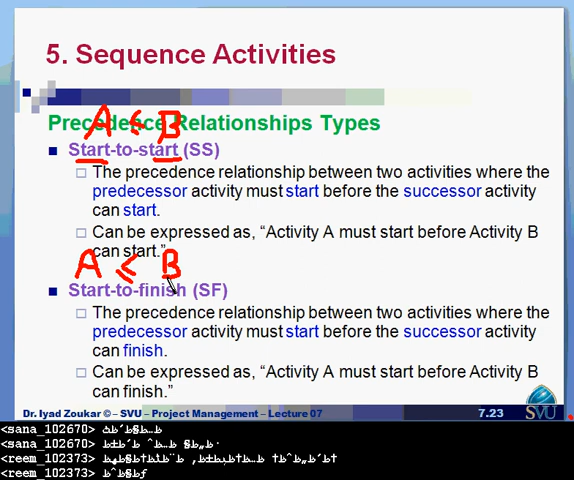 5. Sequence Activities
A ≤ B
Precedence Relationships Types
Start-to-start (SS)
The precedence relationship between two activities where the
predecessor activity must start before the successor activity
can start.
Can be expressed as, “Activity A must start before Activity B
can start.”
A ≤ B
Start-to-finish (SF)
The precedence relationship between two activities where the
predecessor activity must start before the successor activity
can finish.
Can be expressed as, “Activity A must start before Activity B
can finish.”
Dr. Iyad Zoukar © – SVU – Project Management – Lecture 07
7.23
SVU
<sana_102670>
<sana_102670>
<reem_102373>
<reem_102373>